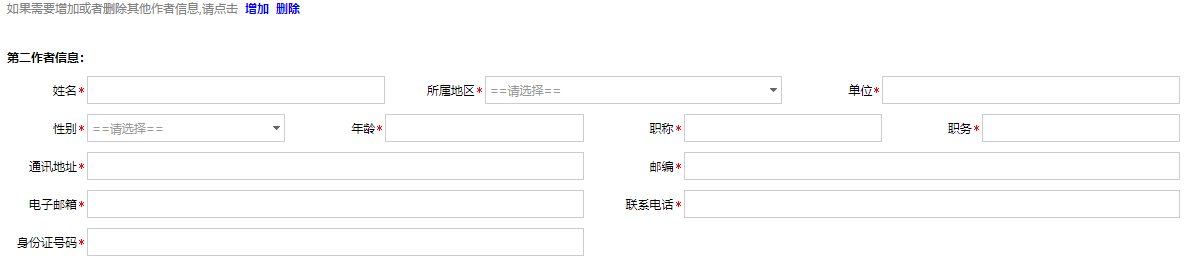 如果需要增加或者删除其他作者信息,请点击 增加 删除
第二作者信息:
姓名* 所属地区* ==请选择== 单位*
性别* ==请选择== 年龄* 职称* 职务*
通讯地址* 邮编*
电子邮箱* 联系电话*
身份证号码*